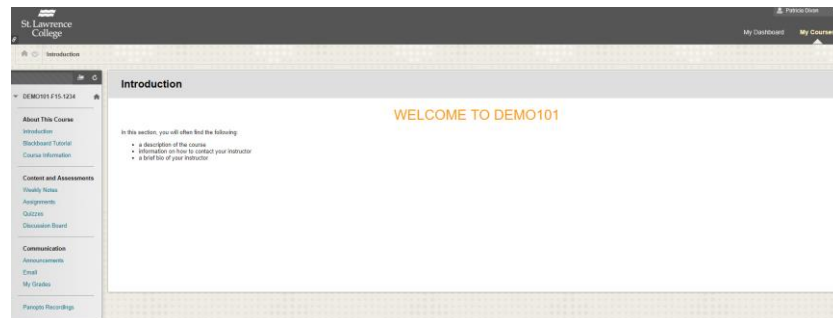 Patricia Dixon
St. Lawrence
College
My Dashboard
My Courses
Introduction
DEMO101-F15-1234
About This Course
Introduction
Blackboard Tutorial
Course Information
Content and Assessments
Weekly Notes
Assignments
Quizzes
Discussion Board
Communication
Announcements
Email
My Grades
Panopto Recordings
Introduction
WELCOME TO DEMO101
In this section, you will often find the following:
a description of the course
information on how to contact your instructor
a brief bio of your instructor